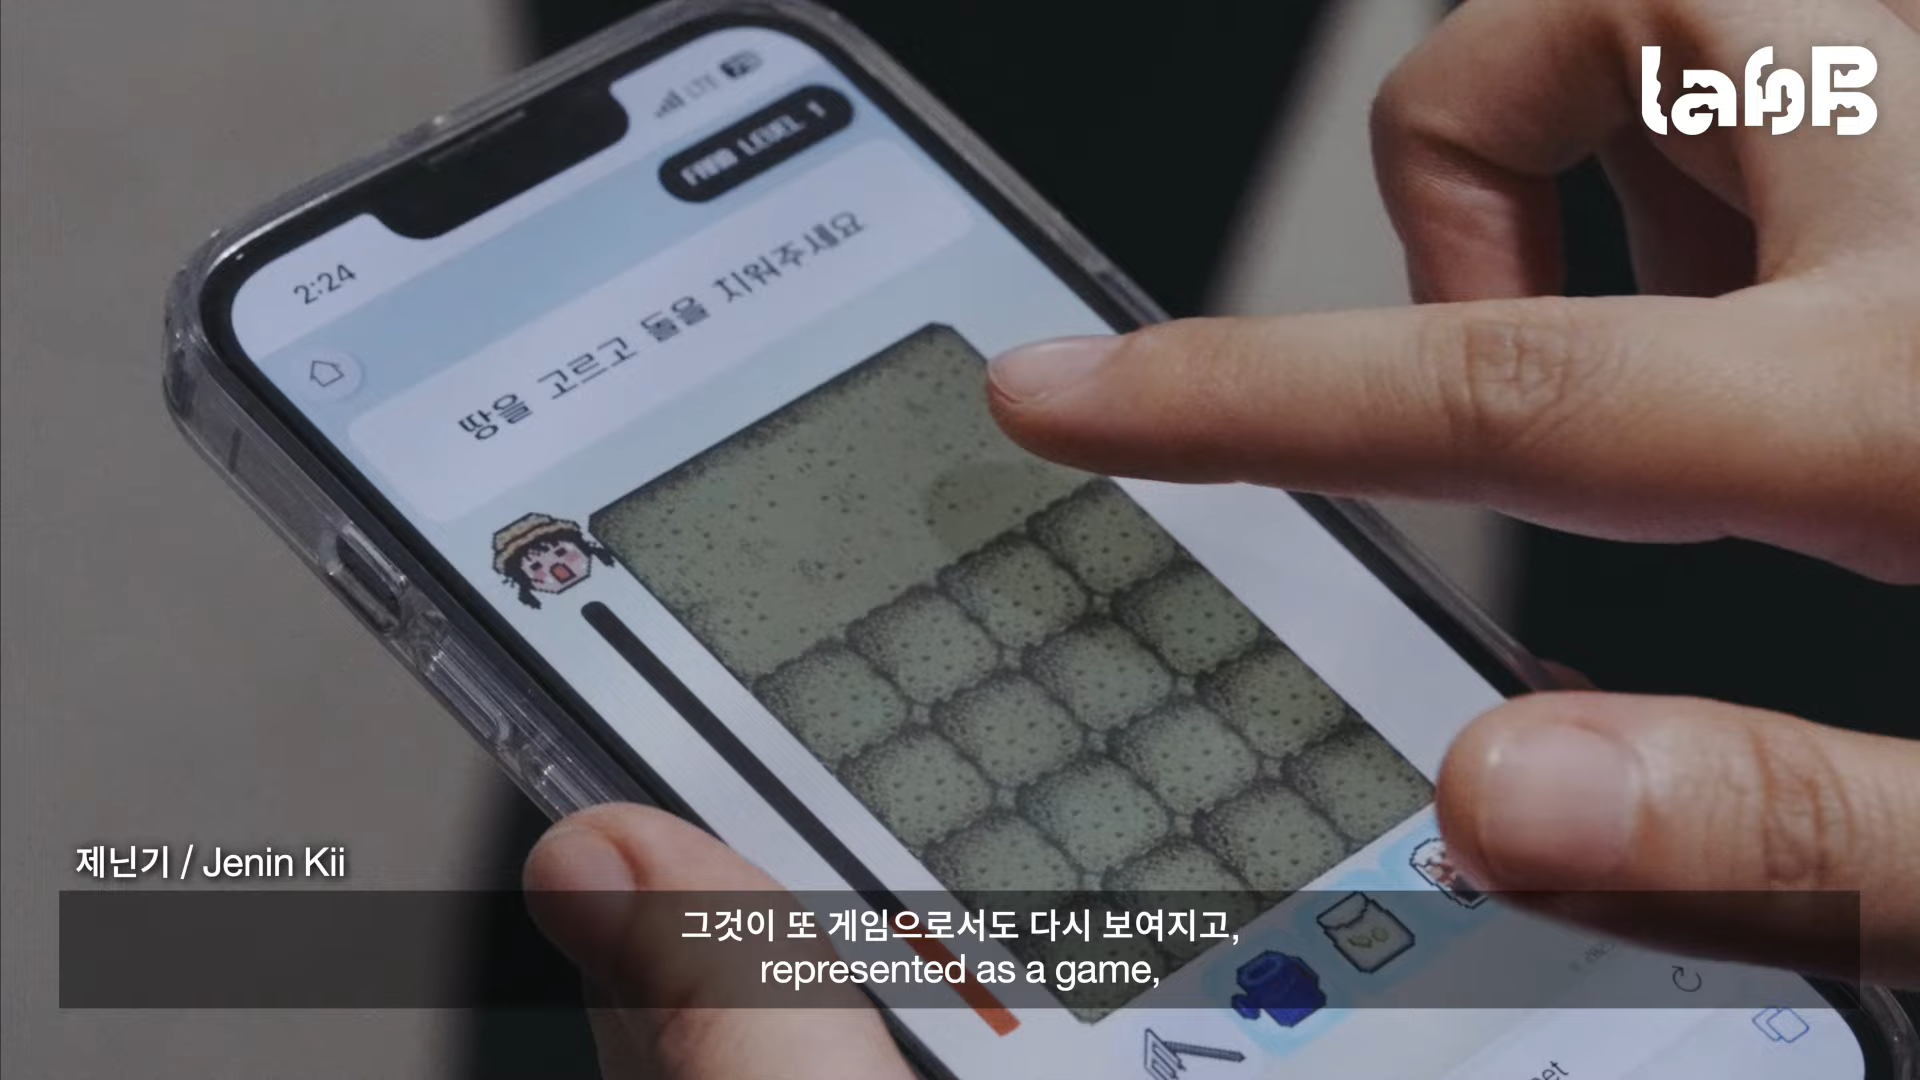 labB
LTE
FARM LEVEL 1
2:24
땅을 고르고 돌을 치워주세요
제닌기 / Jenin Kii
그것이 또 게임으로서도 다시 보여지고,
represented as a game,